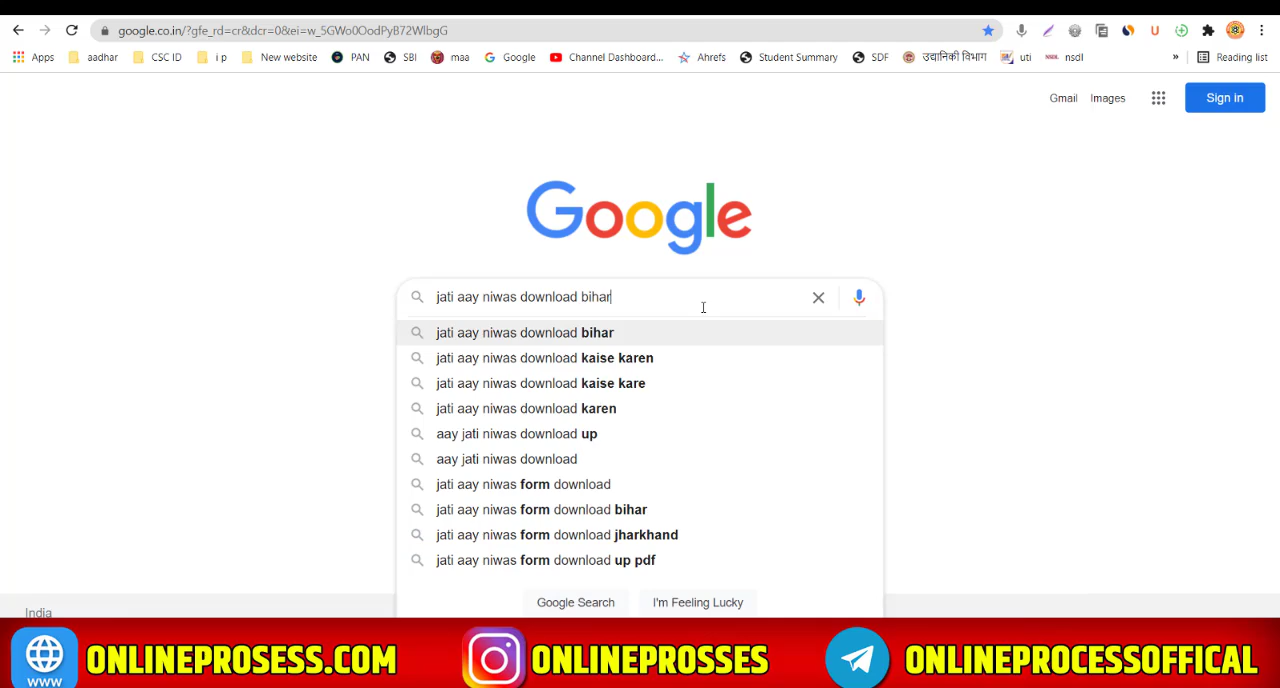 google.co.in/?gfe_rd=cr&dcr=0&ei=w_5GWo0OodPyB72WlbgG
Apps aadhar CSC ID i p New website PAN SBI maa Google Channel Dashboard... Ahrefs Student Summary SDF उद्यानिकी विभाग uti NSDL nsdl » Reading list
Gmail Images Sign in
Google
jati aay niwas download bihar
jati aay niwas download bihar
jati aay niwas download kaise karen
jati aay niwas download kaise kare
jati aay niwas download karen
aay jati niwas download up
aay jati niwas download
jati aay niwas form download
jati aay niwas form download bihar
jati aay niwas form download jharkhand
jati aay niwas form download up pdf
Google Search I'm Feeling Lucky
India
WWW ONLINEPROSESS.COM ONLINEPROSSES ONLINEPROCESSOFFICAL